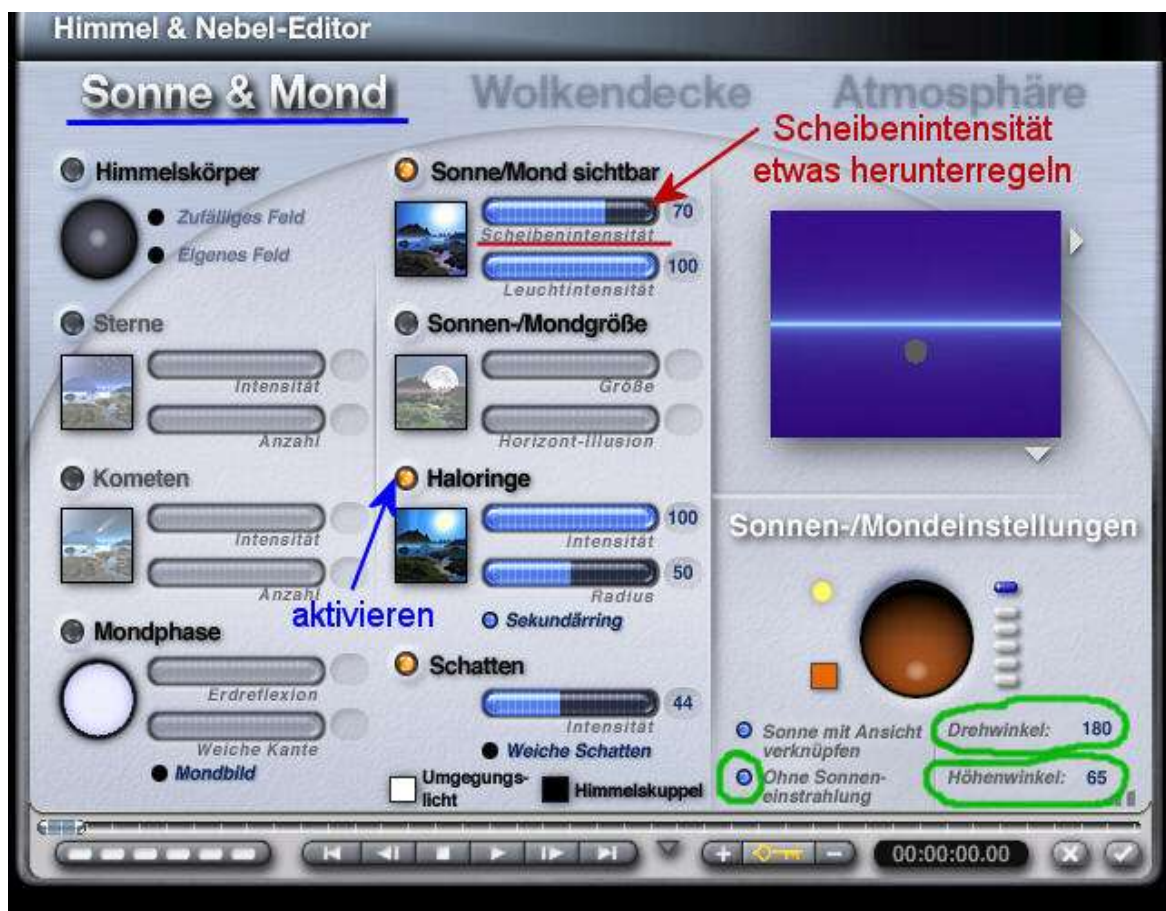 Himmel & Nebel-Editor
Sonne & Mond
Wolkendecke
Atmosphäre
Scheibenintensität
etwas herunterregeln
Himmelskörper
Zufälliges Feld
Eigenes Feld
Sonne/Mond sichtbar
70
Scheibenintensität
100
Leuchtintensität
Sterne
Intensität
Anzahl
Sonnen-/Mondgröße
Größe
Horizont-Illusion
Kometen
Intensität
Anzahl
Haloringe
100
Intensität
50
Radius
Sekundärring
aktivieren
Mondphase
Erdreflexion
Weiche Kante
Mondbild
Schatten
44
Intensität
Weiche Schatten
Umgegungs-
licht
Himmelskuppel
Sonnen-/Mondeinstellungen
Sonne mit Ansicht
verknüpfen
Ohne Sonnen-
einstrahlung
Drehwinkel: 180
Höhenwinkel: 65
00:00:00.00